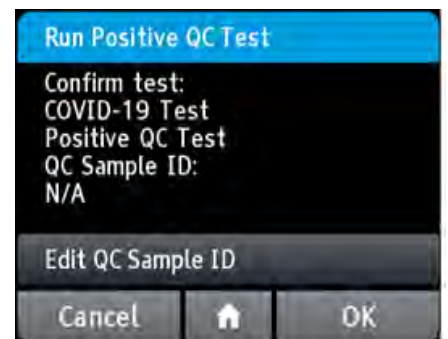 Run Positive QC Test
Confirm test:
COVID-19 Test
Positive QC Test
QC Sample ID:
N/A
Edit QC Sample ID
Cancel
OK